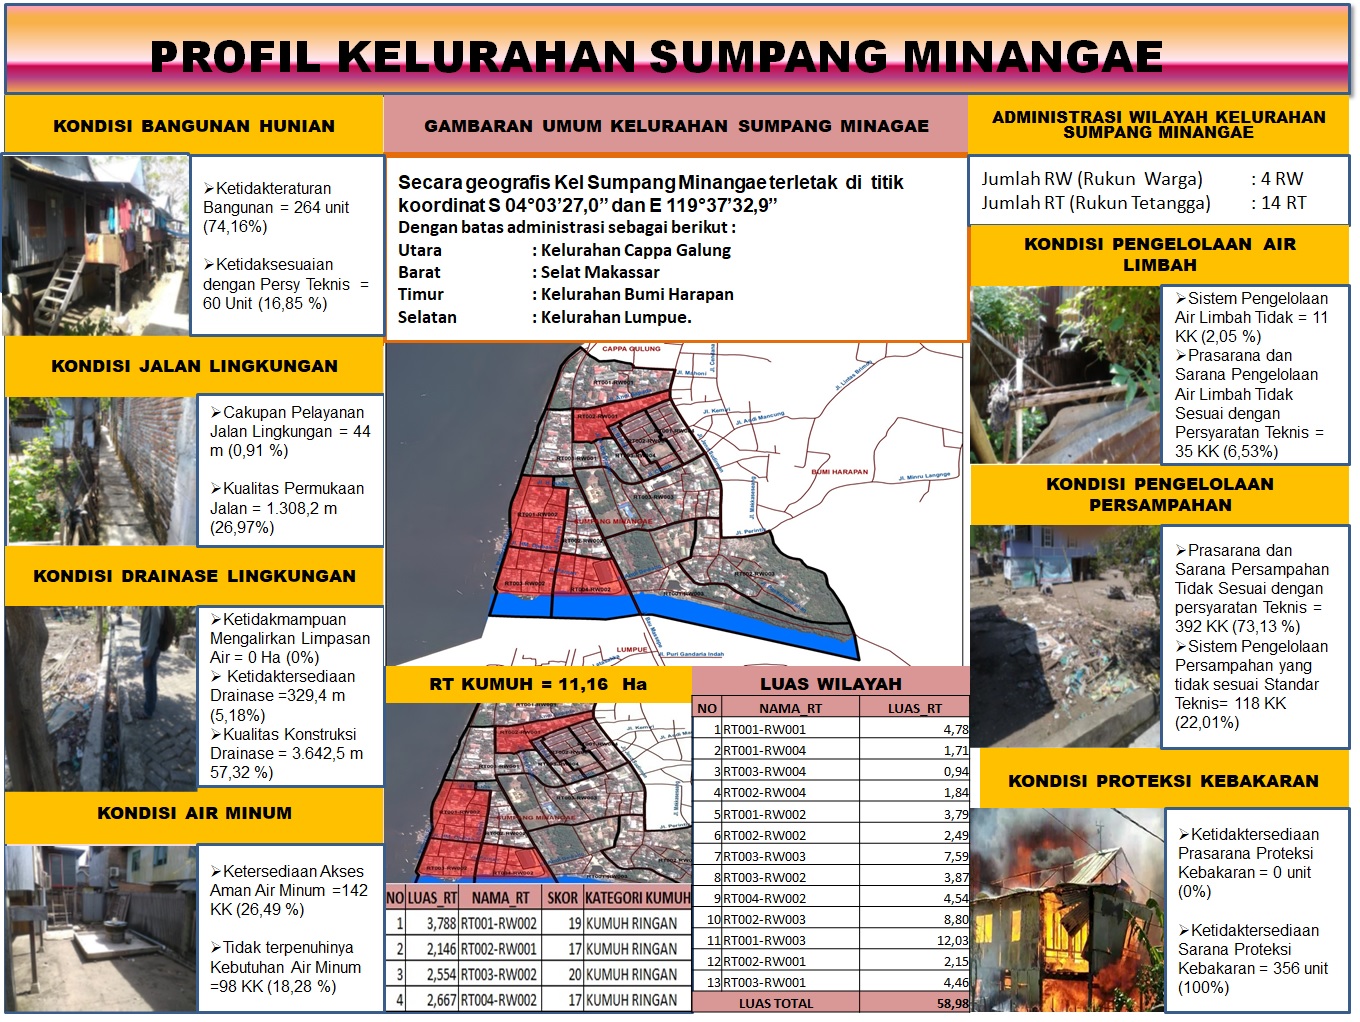 PROFIL KELURAHAN SUMPANG MINANGAE
KONDISI BANGUNAN HUNIAN
➢Ketidakteraturan
Bangunan = 264 unit
(74,16%)
➢Ketidaksesuaian
dengan Persy Teknis =
60 Unit (16,85 %)
KONDISI JALAN LINGKUNGAN
➢Cakupan Pelayanan
Jalan Lingkungan = 44
m (0,91 %)
➢Kualitas Permukaan
Jalan = 1.308,2 m
(26,97%)
KONDISI DRAINASE LINGKUNGAN
➢Ketidakmampuan
Mengalirkan Limpasan
Air = 0 Ha (0%)
➢ Ketidaktersediaan
Drainase =329,4 m
(5,18%)
➢Kualitas Konstruksi
Drainase = 3.642,5 m
57,32 %)
KONDISI AIR MINUM
➢Ketersediaan Akses
Aman Air Minum =142
KK (26,49 %)
➢Tidak terpenuhinya
Kebutuhan Air Minum
=98 KK (18,28 %)
GAMBARAN UMUM KELURAHAN SUMPANG MINAGAE
Secara geografis Kel Sumpang Minangae terletak di titik
koordinat S 04°03’27,0” dan E 119°37’32,9”
Dengan batas administrasi sebagai berikut :
Utara : Kelurahan Cappa Galung
Barat : Selat Makassar
Timur : Kelurahan Bumi Harapan
Selatan : Kelurahan Lumpue.
CAPPA GULUNG
RT001-RW001
Jl. Mahoni
Jl. Cendana
RT002-RW001
Jl. Kemiri
Jl. Andi Mancung
BUMI HARAPAN
Jl. Minru Langnga
RT003-RW003
RT001-RW002
SUMPANG MINANGAE
RT002-RW002
RT003-RW002
RT004-RW002
RT002-RW003
RT001-RW003
LUMPUE
Jl. Puri Gandaria Indah
RT KUMUH = 11,16 Ha
NO LUAS_RT NAMA_RT SKOR KATEGORI KUMUH
1 3,788 RT001-RW002 19 KUMUH RINGAN
2 2,146 RT002-RW001 17 KUMUH RINGAN
3 2,554 RT003-RW002 20 KUMUH RINGAN
4 2,667 RT004-RW002 17 KUMUH RINGAN
LUAS WILAYAH
NO NAMA_RT LUAS_RT
1 RT001-RW001 4,78
2 RT001-RW004 1,71
3 RT003-RW004 0,94
4 RT002-RW004 1,84
5 RT001-RW002 3,79
6 RT002-RW002 2,49
7 RT003-RW003 7,59
8 RT003-RW002 3,87
9 RT004-RW002 4,54
10 RT002-RW003 8,80
11 RT001-RW003 12,03
12 RT002-RW001 2,15
13 RT003-RW001 4,46
LUAS TOTAL 58,98
ADMINISTRASI WILAYAH KELURAHAN
SUMPANG MINANGAE
Jumlah RW (Rukun Warga) : 4 RW
Jumlah RT (Rukun Tetangga) : 14 RT
KONDISI PENGELOLAAN AIR
LIMBAH
➢Sistem Pengelolaan
Air Limbah Tidak = 11
KK (2,05 %)
➢Prasarana dan
Sarana Pengelolaan
Air Limbah Tidak
Sesuai dengan
Persyaratan Teknis =
35 KK (6,53%)
KONDISI PENGELOLAAN
PERSAMPAHAN
➢Prasarana dan
Sarana Persampahan
Tidak Sesuai dengan
persyaratan Teknis =
392 KK (73,13 %)
➢Sistem Pengelolaan
Persampahan yang
tidak sesuai Standar
Teknis= 118 KK
(22,01%)
KONDISI PROTEKSI KEBAKARAN
➢Ketidaktersediaan
Prasarana Proteksi
Kebakaran = 0 unit
(0%)
➢Ketidaktersediaan
Sarana Proteksi
Kebakaran = 356 unit
(100%)